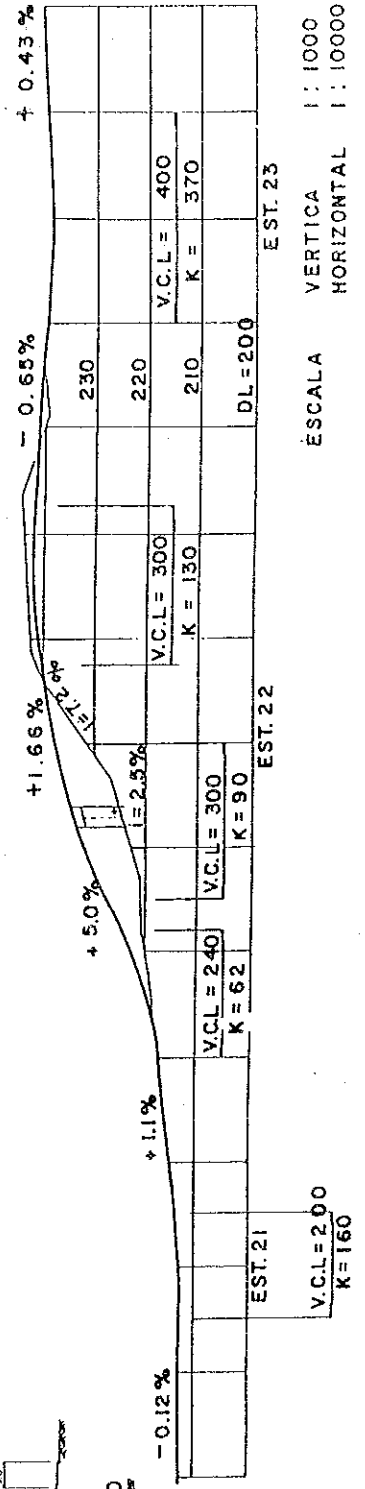 -0.12%
+1.1%
+5.0%
+1.66%
-0.65%
+0.43%
i=7.2%
i=2.5%
230
220
210
DL=200
V.C.L=200
K=160
V.C.L=240
K=62
V.C.L=300
K=90
V.C.L=300
K=130
V.C.L= 400
K= 370
EST.21
EST.22
EST.23
ESCALA VERTICA 1:1000
HORIZONTAL 1:10000